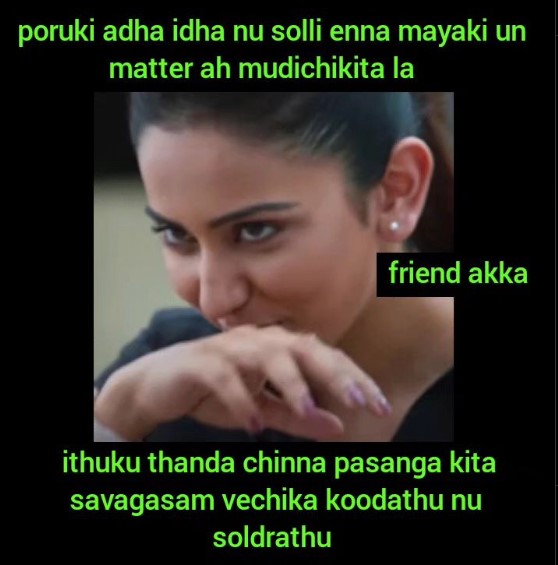 poruki adha idha nu solli enna mayaki un
matter ah mudichikita la
friend akka
ithuku thanda chinna pasanga kita
savagasam vechika koodathu nu
soldrathu